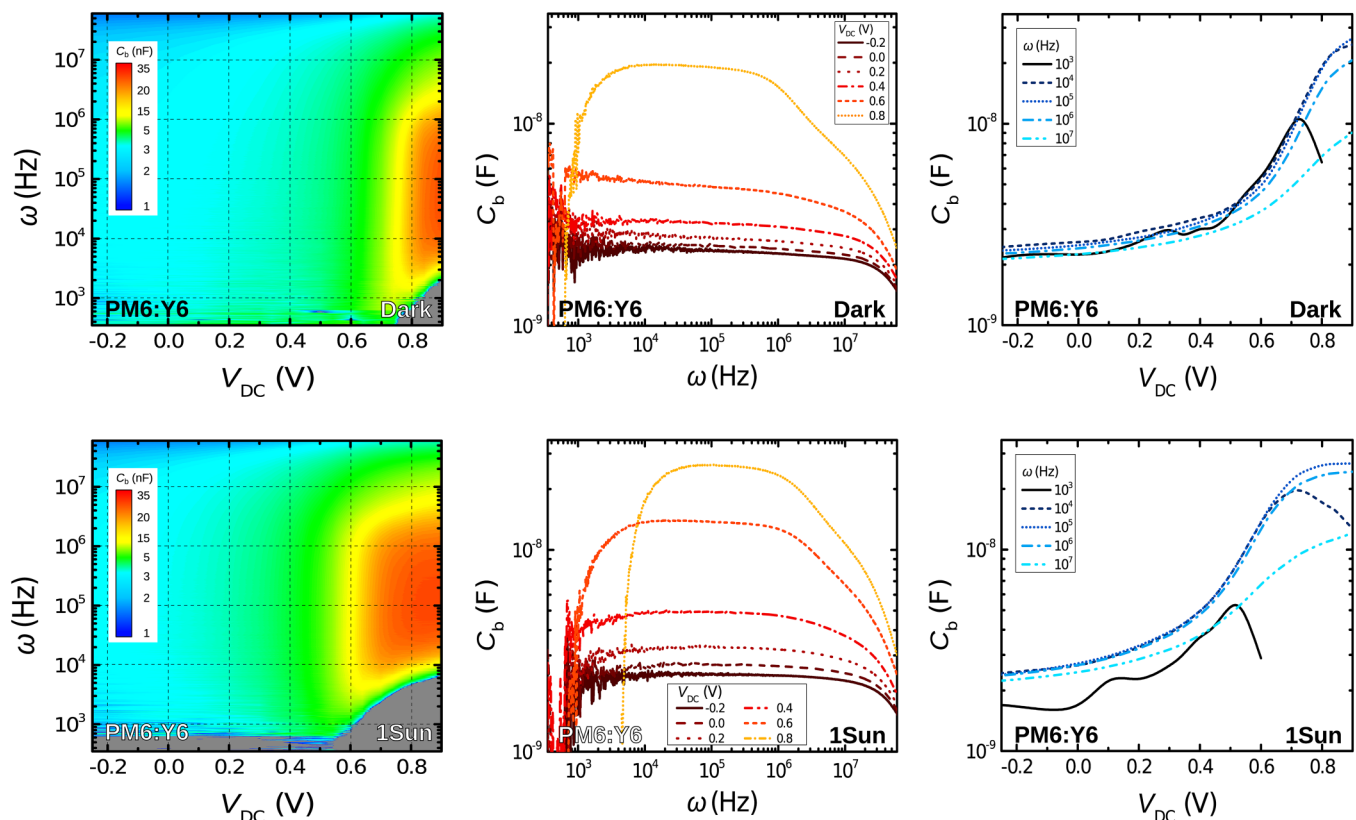 C_b (nF)
35
15
5
3
2
1
10^7
10^6
10^5
10^4
10^3
ω (Hz)
PM6:Y6
Dark
-0.2
0.0
0.2
0.4
0.6
0.8
V_DC (V)
V_DC (V)
-0.2
0.0
0.2
0.4
0.6
0.8
10^-8
10^-9
C_b (F)
PM6:Y6
Dark
10^3
10^4
10^5
10^6
10^7
ω (Hz)
ω (Hz)
10^3
10^4
10^5
10^6
10^7
10^-8
10^-9
C_b (F)
PM6:Y6
Dark
-0.2
0.0
0.2
0.4
0.6
0.8
V_DC (V)
C_b (nF)
35
20
15
5
3
2
1
10^7
10^6
10^5
10^4
10^3
ω (Hz)
PM6:Y6
1Sun
-0.2
0.0
0.2
0.4
0.6
0.8
V_DC (V)
10^-8
10^-9
C_b (F)
V_DC (V)
-0.2
0.0
0.2
0.4
0.6
0.8
PM6:Y6
1Sun
10^3
10^4
10^5
10^6
10^7
ω (Hz)
ω (Hz)
10^3
10^4
10^5
10^6
10^7
10^-8
10^-9
C_b (F)
PM6:Y6
1Sun
-0.2
0.0
0.2
0.4
0.6
0.8
V_DC (V)